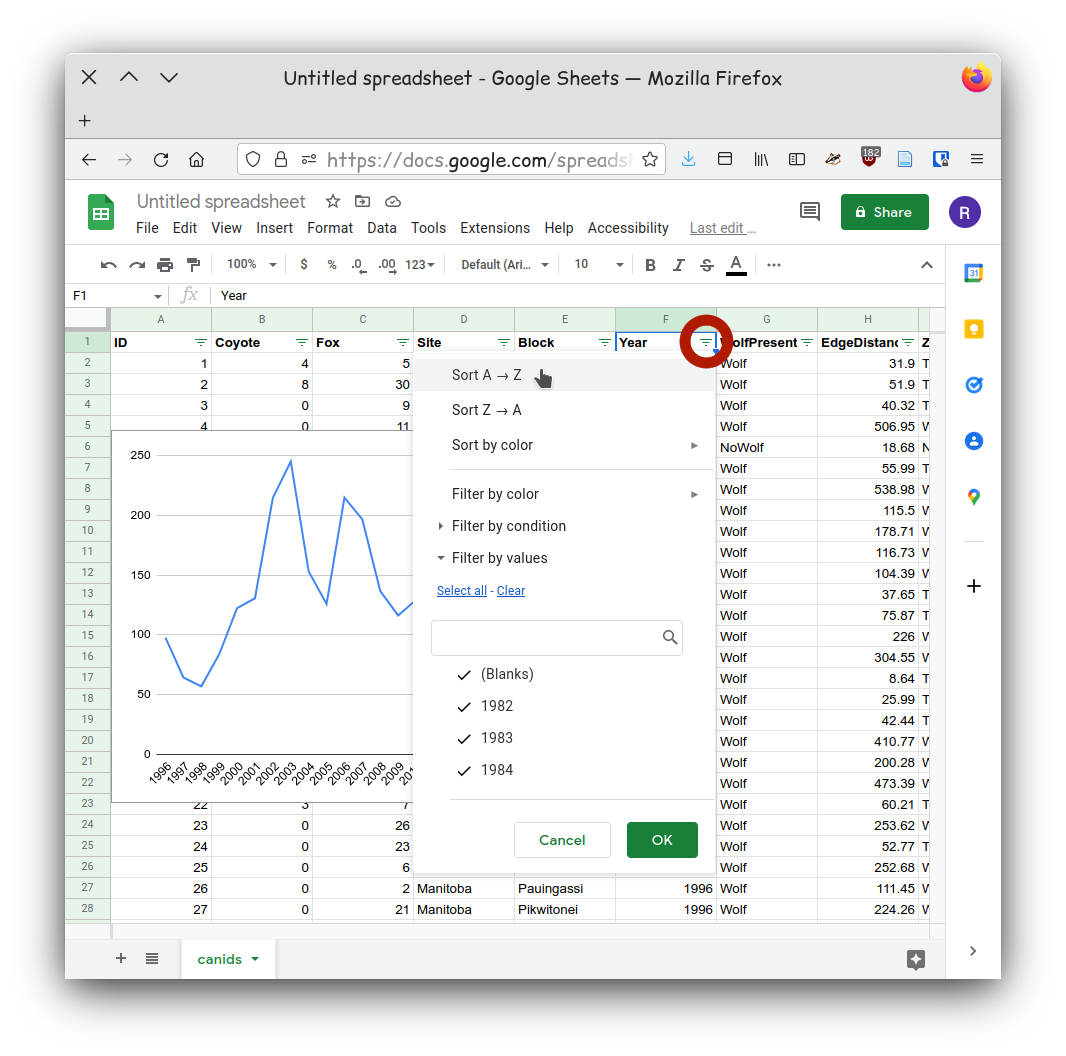 Untitled spreadsheet - Google Sheets — Mozilla Firefox
https://docs.google.com/spreads
182
Untitled spreadsheet
File Edit View Insert Format Data Tools Extensions Help Accessibility Last edit ...
Share
R
100% $ % .0 .00 123 Default (Ari... 10 B I S A
31
F1 fx Year
A B C D E F G H
1 ID Coyote Fox Site Block Year WolfPresent EdgeDistanc Z
2 1 4 5 Wolf 31.9 T
3 2 8 30 Wolf 51.9 T
4 3 0 9 Wolf 40.32 T
5 4 0 11 Wolf 506.95 W
6 NoWolf 18.68 N
7 Wolf 55.99 T
8 Wolf 538.98 W
9 Wolf 115.5 W
10 Wolf 178.71 W
11 Wolf 116.73 W
12 Wolf 104.39 W
13 Wolf 37.65 T
14 Wolf 75.87 T
15 Wolf 226 W
16 Wolf 304.55 W
17 Wolf 8.64 T
18 Wolf 25.99 T
19 Wolf 42.44 T
20 Wolf 410.77 W
21 Wolf 200.28 W
22 Wolf 473.39 W
23 22 3 7 Wolf 60.21 T
24 23 0 26 Wolf 253.62 W
25 24 0 23 Wolf 52.77 T
26 25 0 6 Wolf 252.68 W
27 26 0 2 Manitoba Pauingassi 1996 Wolf 111.45 W
28 27 0 21 Manitoba Pikwitonei 1996 Wolf 224.26 W
250
200
150
100
50
0
1996 1997 1998 1999 2000 2001 2002 2003 2004 2005 2006 2007 2008 2009 201
Sort A → Z
Sort Z → A
Sort by color
Filter by color
Filter by condition
Filter by values
Select all - Clear
(Blanks)
1982
1983
1984
Cancel OK
canids